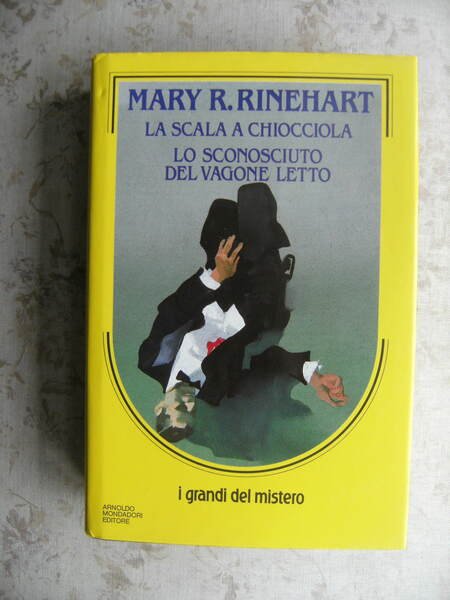 MARY R. RINEHART
LA SCALA A CHIOCCIOLA
LO SCONOSCIUTO
DEL VAGONE LETTO
i grandi del mistero
ARNOLDO
MONDADORI
EDITORE